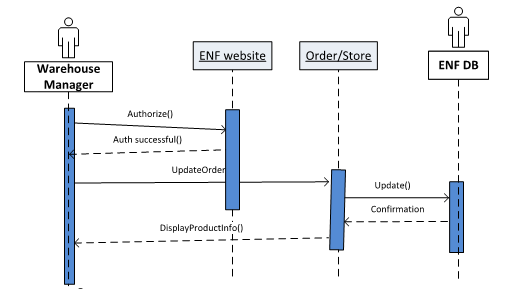 Warehouse
Manager
ENF website
Order/Store
ENF DB
Authorize()
Auth successful()
UpdateOrder
Update()
Confirmation
DisplayProductInfo()